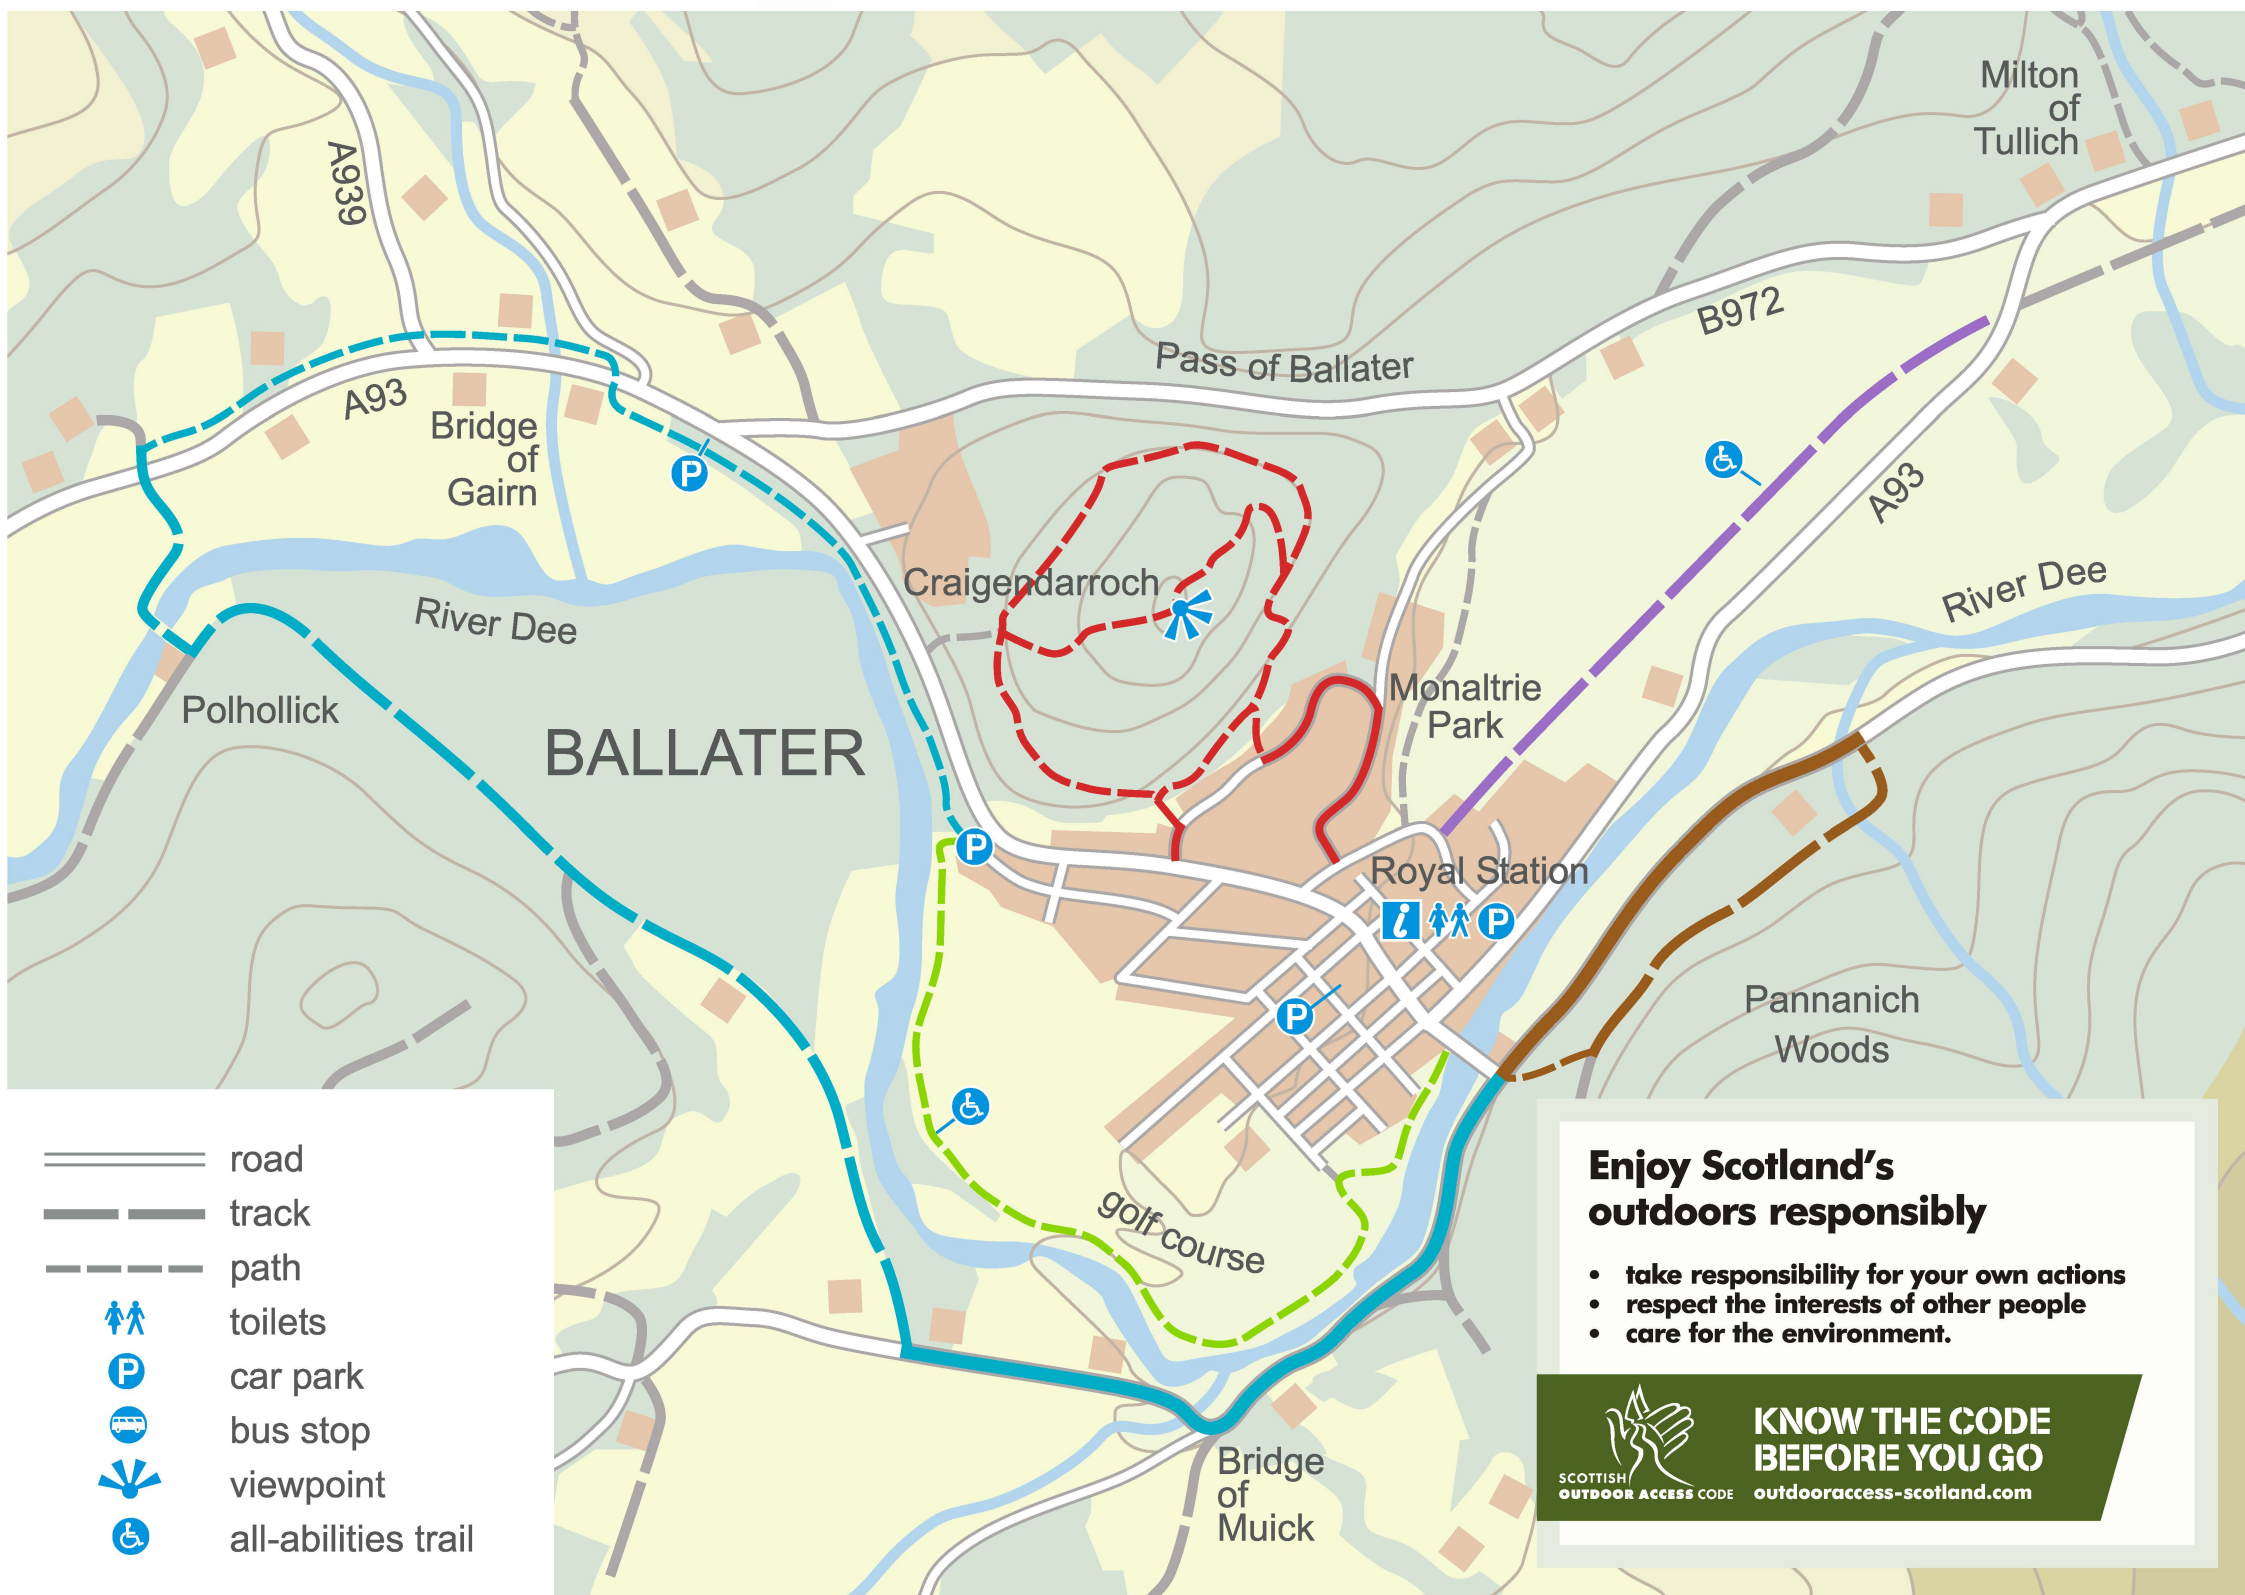 Milton
of
Tullich
A939
B972
Pass of Ballater
A93
Bridge
of
Gairn
A93
Craigendarroch
River Dee
River Dee
Monaltrie
Park
Polhollick
BALLATER
Royal Station
i
P
P
P
P
Pannanich
Woods
golf course
Bridge
of
Muick
road
track
path
toilets
P car park
bus stop
viewpoint
all-abilities trail
Enjoy Scotland's
outdoors responsibly
• take responsibility for your own actions
• respect the interests of other people
• care for the environment.
SCOTTISH
OUTDOOR ACCESS CODE
KNOW THE CODE
BEFORE YOU GO
outdooraccess-scotland.com